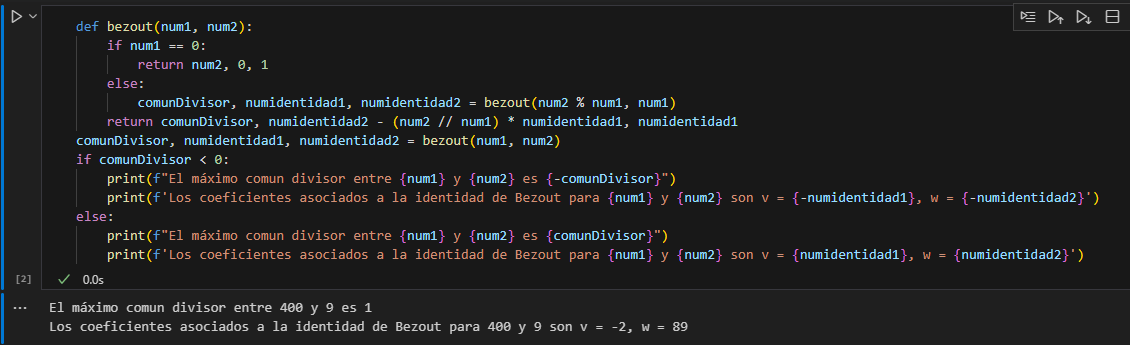 def bezout(num1, num2):
    if num1 == 0:
        return num2, 0, 1
    else:
        comunDivisor, numidentidad1, numidentidad2 = bezout(num2 % num1, num1)
    return comunDivisor, numidentidad2 - (num2 // num1) * numidentidad1, numidentidad1
comunDivisor, numidentidad1, numidentidad2 = bezout(num1, num2)
if comunDivisor < 0:
    print(f"El máximo comun divisor entre {num1} y {num2} es {-comunDivisor}")
    print(f'Los coeficientes asociados a la identidad de Bezout para {num1} y {num2} son v = {-numidentidad1}, w = {-numidentidad2}')
else:
    print(f"El máximo comun divisor entre {num1} y {num2} es {comunDivisor}")
    print(f'Los coeficientes asociados a la identidad de Bezout para {num1} y {num2} son v = {numidentidad1}, w = {numidentidad2}')
[2] ✓ 0.0s
... El máximo comun divisor entre 400 y 9 es 1
Los coeficientes asociados a la identidad de Bezout para 400 y 9 son v = -2, w = 89